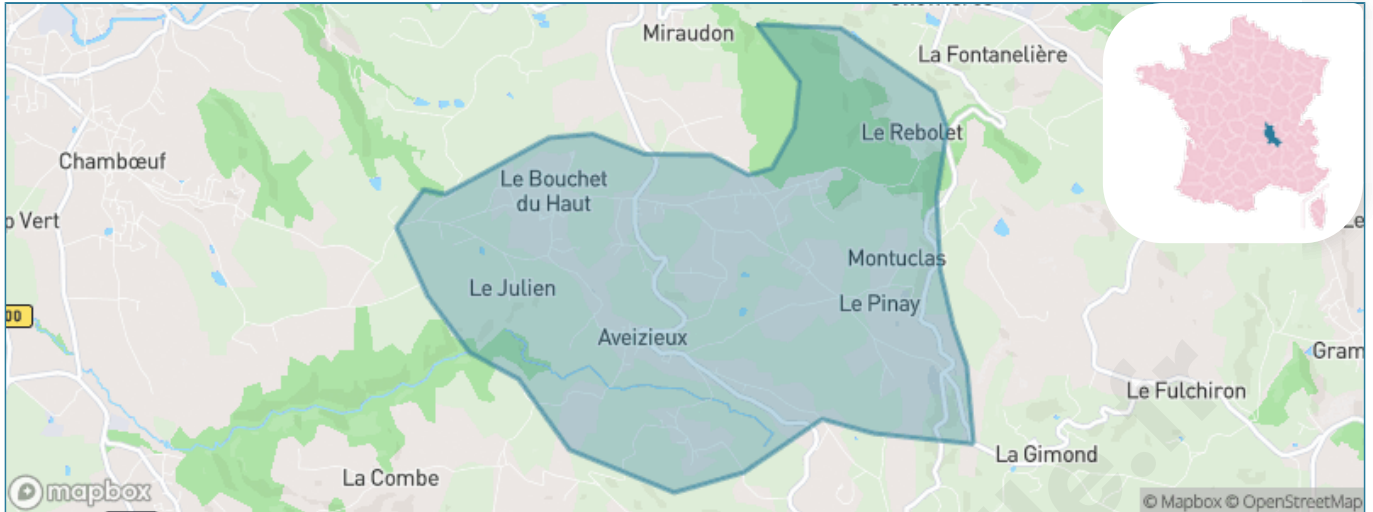 Miraudon
La Fontanelière
Chambœuf
Le Rebolet
Le Bouchet
du Haut
Vert
Montuclas
Le Julien
Le Pinay
00
Aveizieux
Gram
Le Fulchiron
La Gimond
La Combe
mapbox
© Mapbox © OpenStreetMap